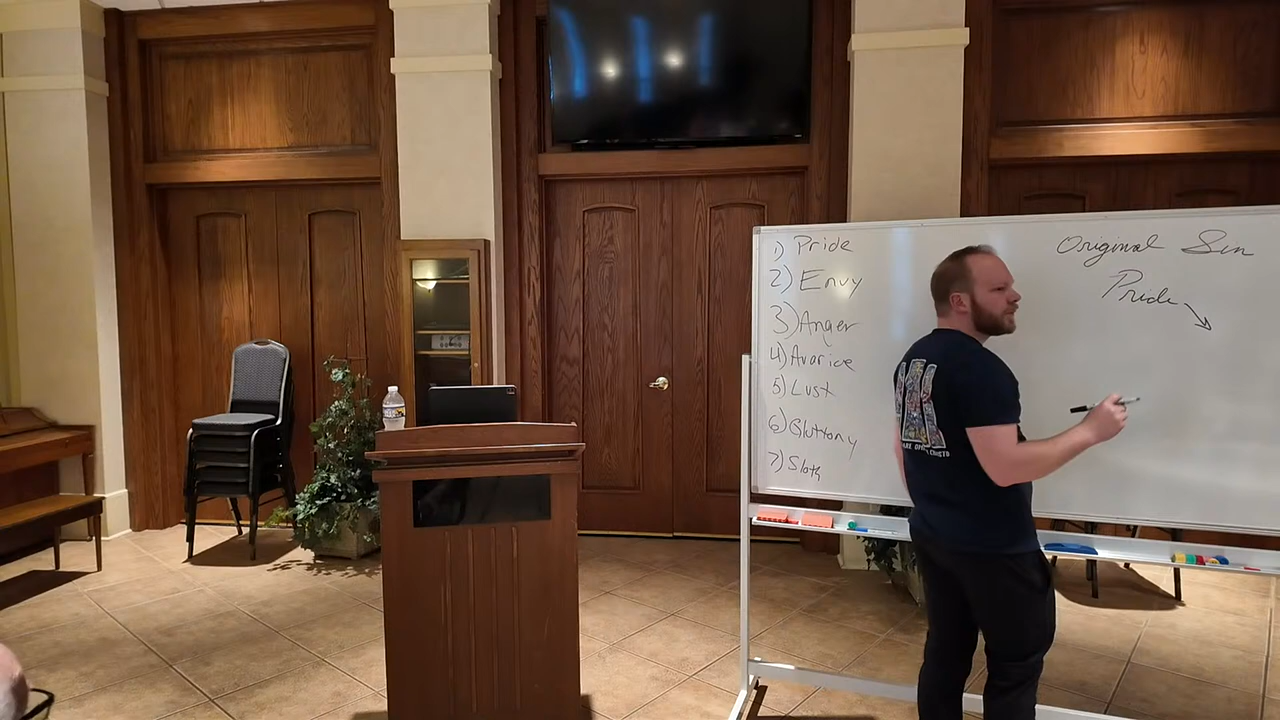 1) Pride
2) Envy
3) Anger
4) Avarice
5) Lust
6) Gluttony
7) Sloth
Original Sin
Pride